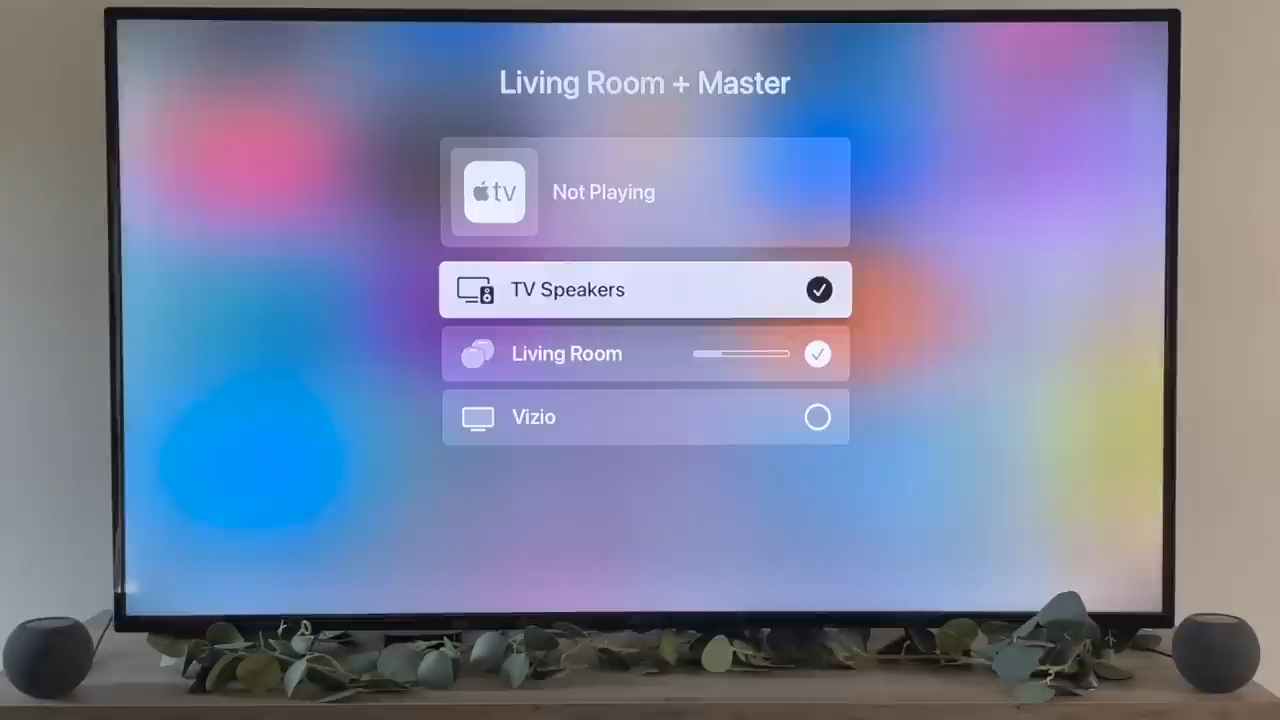 Living Room + Master
tv
Not Playing
TV Speakers
Living Room
Vizio